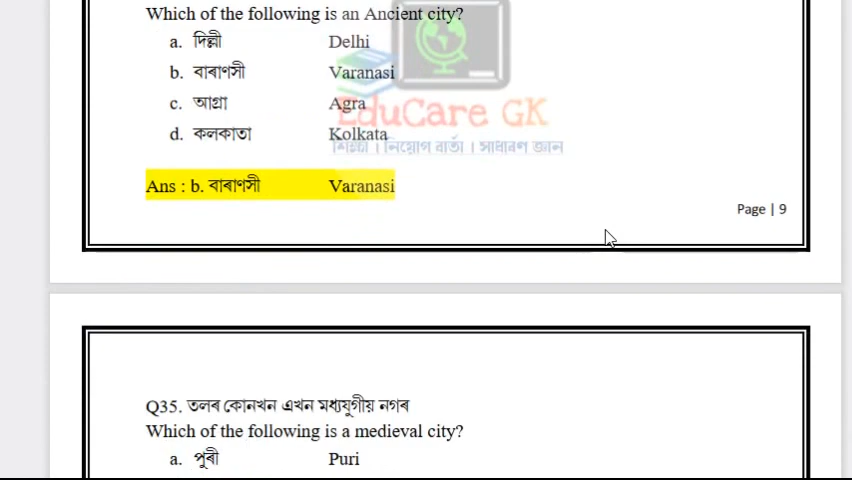 Which of the following is an Ancient city?
a. দিল্লী Delhi
b. বাৰাণসী Varanasi
c. আগ্ৰা Agra
d. কলকাতা Kolkata
EduCare GK
শিক্ষা । নিয়োগ বাৰ্তা । সাধাৰণ জ্ঞান
Ans : b. বাৰাণসী Varanasi
Page | 9
Q35. তলৰ কোনখন এখন মধ্যযুগীয় নগৰ
Which of the following is a medieval city?
a. পুৰী Puri